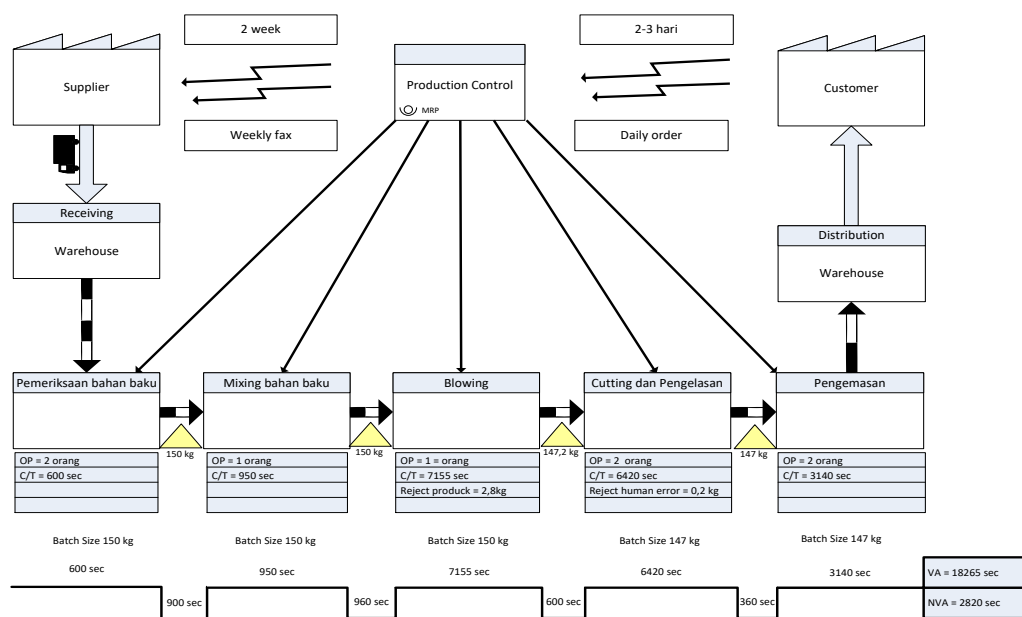 2 week
2-3 hari
Supplier
Production Control
MRP
Customer
Weekly fax
Daily order
Receiving
Warehouse
Distribution
Warehouse
Pemeriksaan bahan baku
Mixing bahan baku
Blowing
Cutting dan Pengelasan
Pengemasan
150 kg
150 kg
147,2 kg
147 kg
OP = 2 orang
C/T = 600 sec
OP = 1 orang
C/T = 950 sec
OP = 1 = orang
C/T = 7155 sec
Reject produck = 2,8kg
OP = 2 orang
C/T = 6420 sec
Reject human error = 0,2 kg
OP = 2 orang
C/T = 3140 sec
Batch Size 150 kg
Batch Size 150 kg
Batch Size 150 kg
Batch Size 147 kg
Batch Size 147 kg
600 sec
950 sec
7155 sec
6420 sec
3140 sec
VA = 18265 sec
900 sec
960 sec
600 sec
360 sec
NVA = 2820 sec